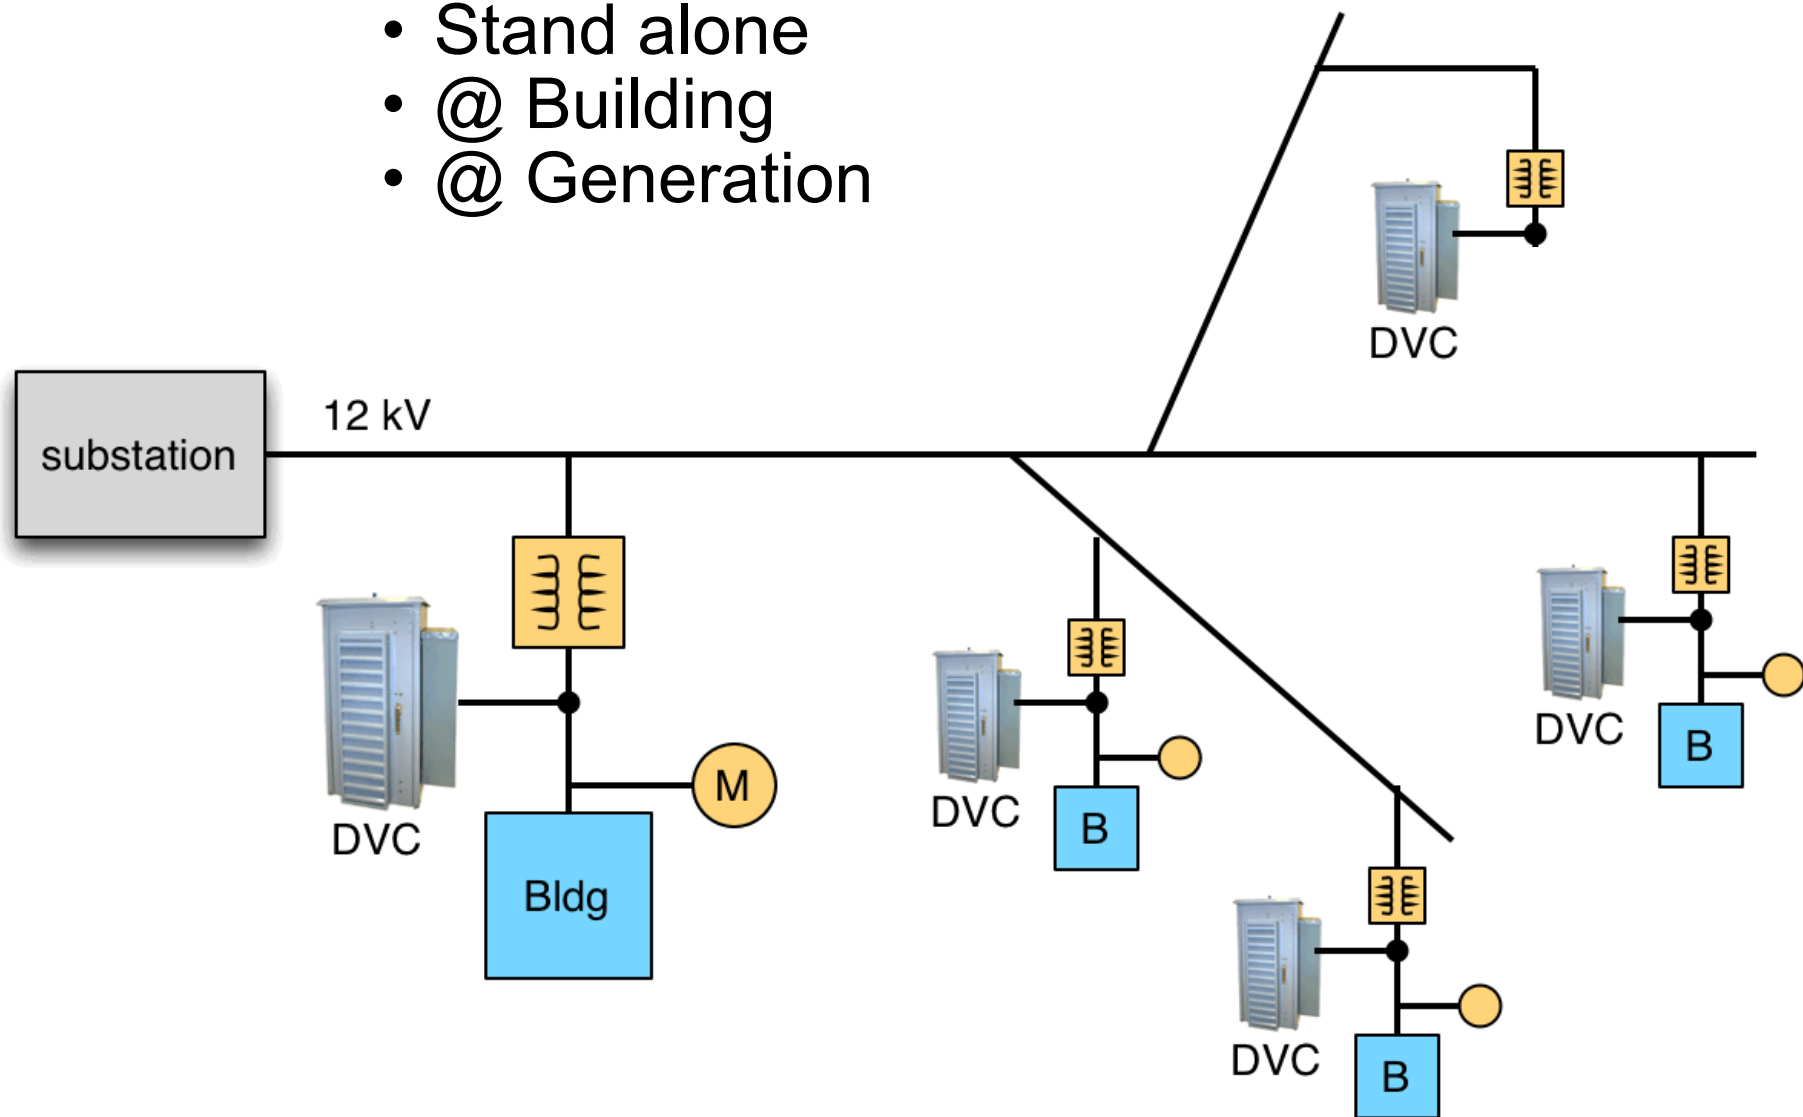 • Stand alone
• @ Building
• @ Generation
DVC
12 kV
substation
DVC
M
Bldg
DVC
B
DVC
B
DVC
B